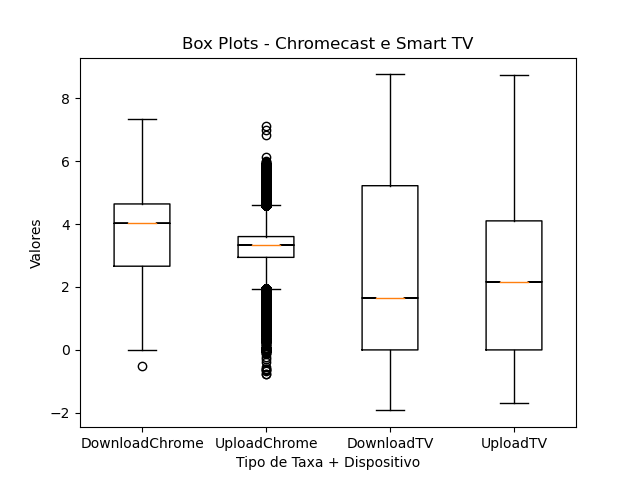 Box Plots - Chromecast e Smart TV
Valores
8
6
4
2
0
−2
DownloadChrome UploadChrome DownloadTV UploadTV
Tipo de Taxa + Dispositivo